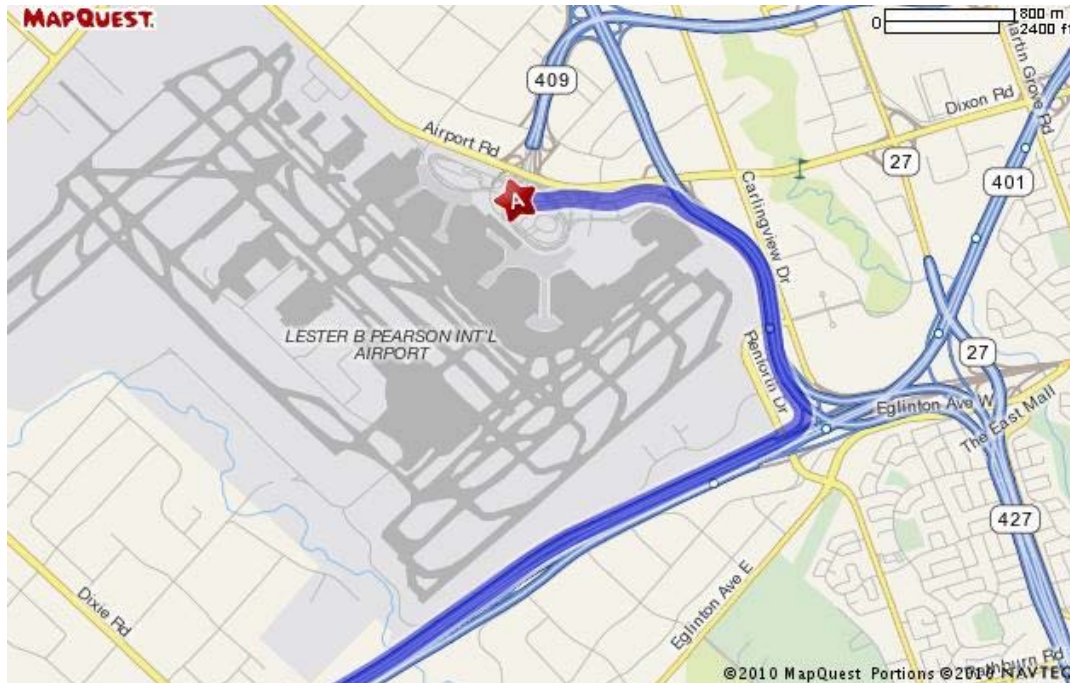 MAPQUEST.
0
800 m
2400 ft
Martin Grove Rd
409
Dixon Rd
Airport Rd
27
401
A
Carlingview Dr
LESTER B PEARSON INT'L
AIRPORT
Renforth Dr
27
Eglinton Ave W
The East Mall
427
Eglinton Ave E
Dixie Rd
Rathburn Rd
©2010 MapQuest Portions ©2010 NAVTEQ